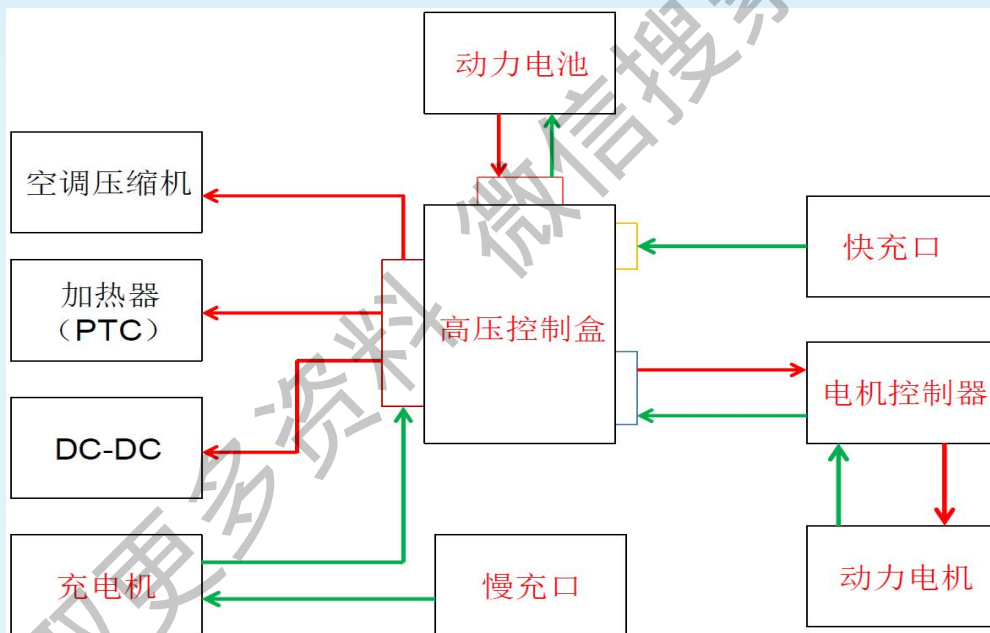 动力电池
空调压缩机
快充口
加热器
（PTC）
高压控制盒
电机控制器
DC-DC
充电机
慢充口
动力电机
取更多资料 微信搜索